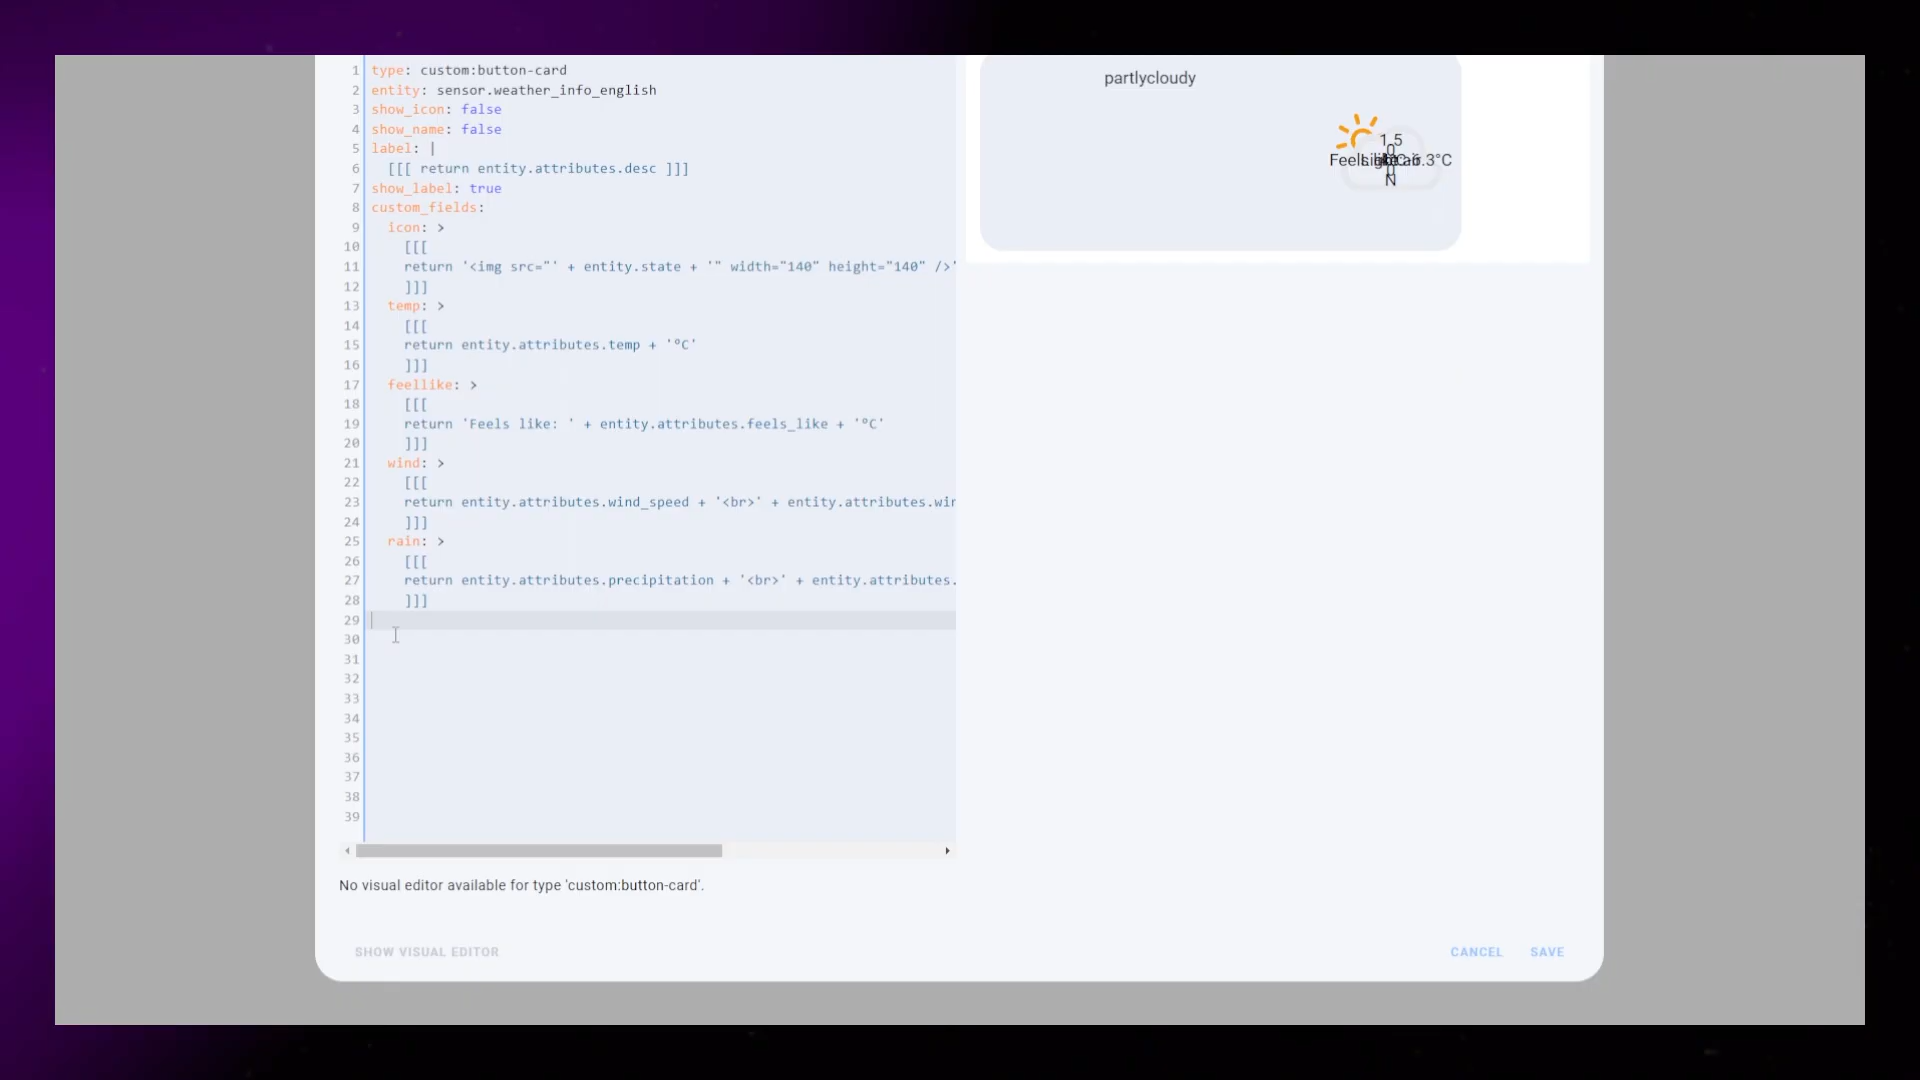 1 type: custom:button-card
2 entity: sensor.weather_info_english
3 show_icon: false
4 show_name: false
5 label: |
6 [[[ return entity.attributes.desc ]]]
7 show_label: true
8 custom_fields:
9 icon: >
10 [[[
11 return '<img src="' + entity.state + '" width="140" height="140" />'
12 ]]]
13 temp: >
14 [[[
15 return entity.attributes.temp + '°C'
16 ]]]
17 feellike: >
18 [[[
19 return 'Feels like: ' + entity.attributes.feels_like + '°C'
20 ]]]
21 wind: >
22 [[[
23 return entity.attributes.wind_speed + '<br>' + entity.attributes.win
24 ]]]
25 rain: >
26 [[[
27 return entity.attributes.precipitation + '<br>' + entity.attributes.
28 ]]]
29
30
31
32
33
34
35
36
37
38
39
No visual editor available for type 'custom:button-card'.
SHOW VISUAL EDITOR
CANCEL SAVE
partlycloudy
1.5
Feels
N